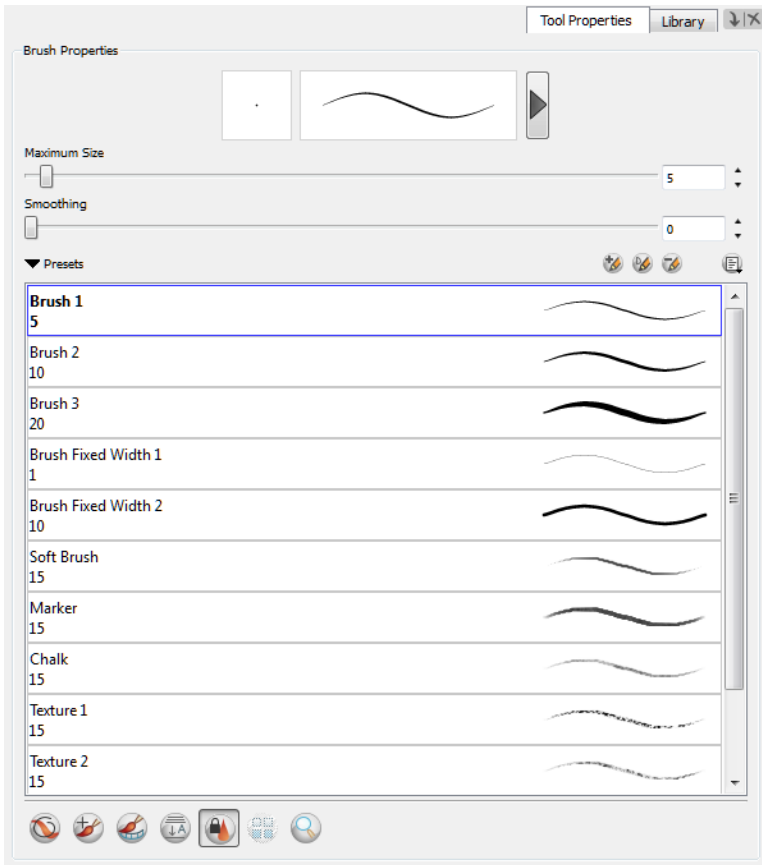 Tool Properties
Library
Brush Properties
Maximum Size
5
Smoothing
0
Presets
Brush 1
5
Brush 2
10
Brush 3
20
Brush Fixed Width 1
1
Brush Fixed Width 2
10
Soft Brush
15
Marker
15
Chalk
15
Texture 1
15
Texture 2
15